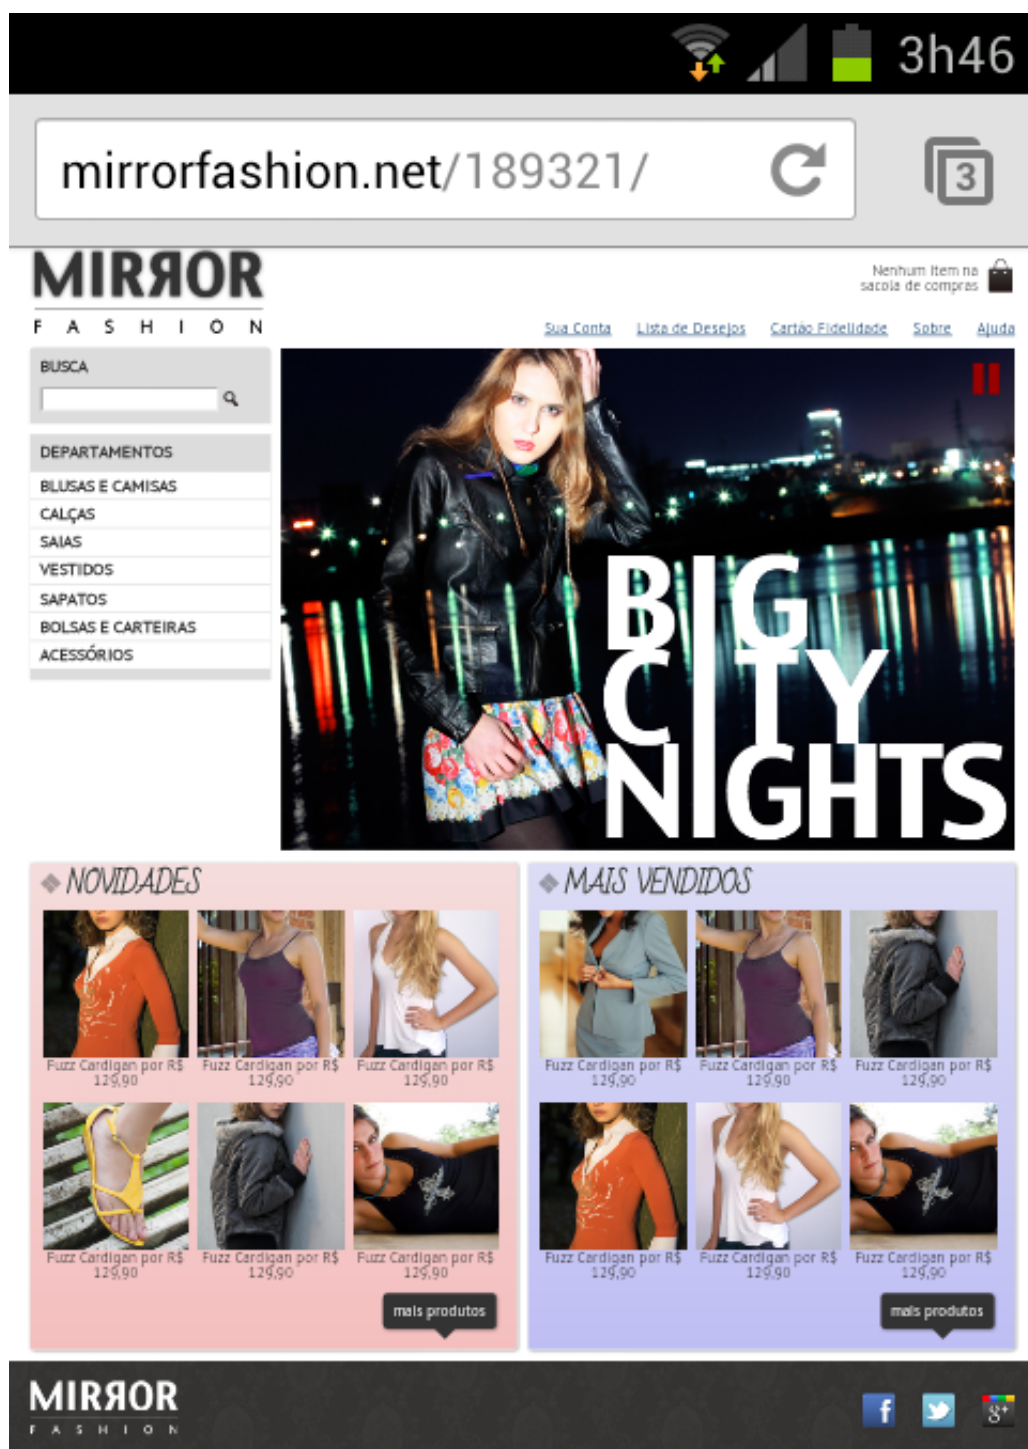 3h46
mirrorfashion.net/189321/
3
MIRROR
FASHION
Nenhum item na
sacola de compras
Sua Conta Lista de Desejos Cartão Fidelidade Sobre Ajuda
BUSCA
DEPARTAMENTOS
BLUSAS E CAMISAS
CALÇAS
SAIAS
VESTIDOS
SAPATOS
BOLSAS E CARTEIRAS
ACESSÓRIOS
BIG
CITY
NIGHTS
NOVIDADES
Fuzz Cardigan por R$
129,90
Fuzz Cardigan por R$
129,90
Fuzz Cardigan por R$
129,90
Fuzz Cardigan por R$
129,90
Fuzz Cardigan por R$
129,90
Fuzz Cardigan por R$
129,90
mais produtos
MAIS VENDIDOS
Fuzz Cardigan por R$
129,90
Fuzz Cardigan por R$
129,90
Fuzz Cardigan por R$
129,90
Fuzz Cardigan por R$
129,90
Fuzz Cardigan por R$
129,90
Fuzz Cardigan por R$
129,90
mais produtos
MIRROR
FASHION
f
g+